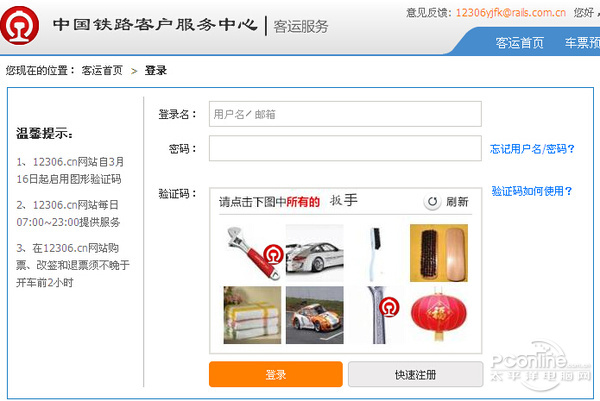 中国铁路客户服务中心 | 客运服务
意见反馈：12306yjfk@rails.com.cn 您好，
客运首页 车票预
您现在的位置： 客运首页 > 登录
温馨提示：
1、12306.cn网站自3月
16日起启用图形验证码
2、12306.cn网站每日
07:00~23:00提供服务
3、在12306.cn网站购
票、改签和退票须不晚于
开车前2小时
登录名： 用户名/邮箱
密码： 忘记用户名/密码?
验证码： 验证码如何使用?
请点击下图中所有的 扳手 刷新
福
登录 快速注册
PConline.com.cn
太平洋电脑网